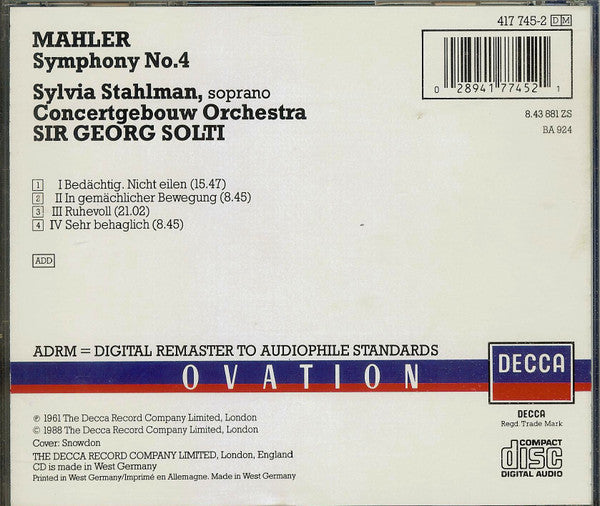 MAHLER
Symphony No.4
Sylvia Stahlman, soprano
Concertgebouw Orchestra
SIR GEORG SOLTI
417 745-2 DM
0 28941 77452 1
8.43 881 ZS
BA 924
1 I Bedächtig. Nicht eilen (15.47)
2 II In gemächlicher Bewegung (8.45)
3 III Ruhevoll (21.02)
4 IV Sehr behaglich (8.45)
ADD
ADRM = DIGITAL REMASTER TO AUDIOPHILE STANDARDS
OVATION
DECCA
DECCA
Regd. Trade Mark
℗ 1961 The Decca Record Company Limited, London
© 1988 The Decca Record Company Limited, London
Cover: Snowdon
THE DECCA RECORD COMPANY LIMITED, London, England
CD is made in West Germany
Printed in West Germany/Imprimé en Allemagne. Made in West Germany
COMPACT
disc
DIGITAL AUDIO